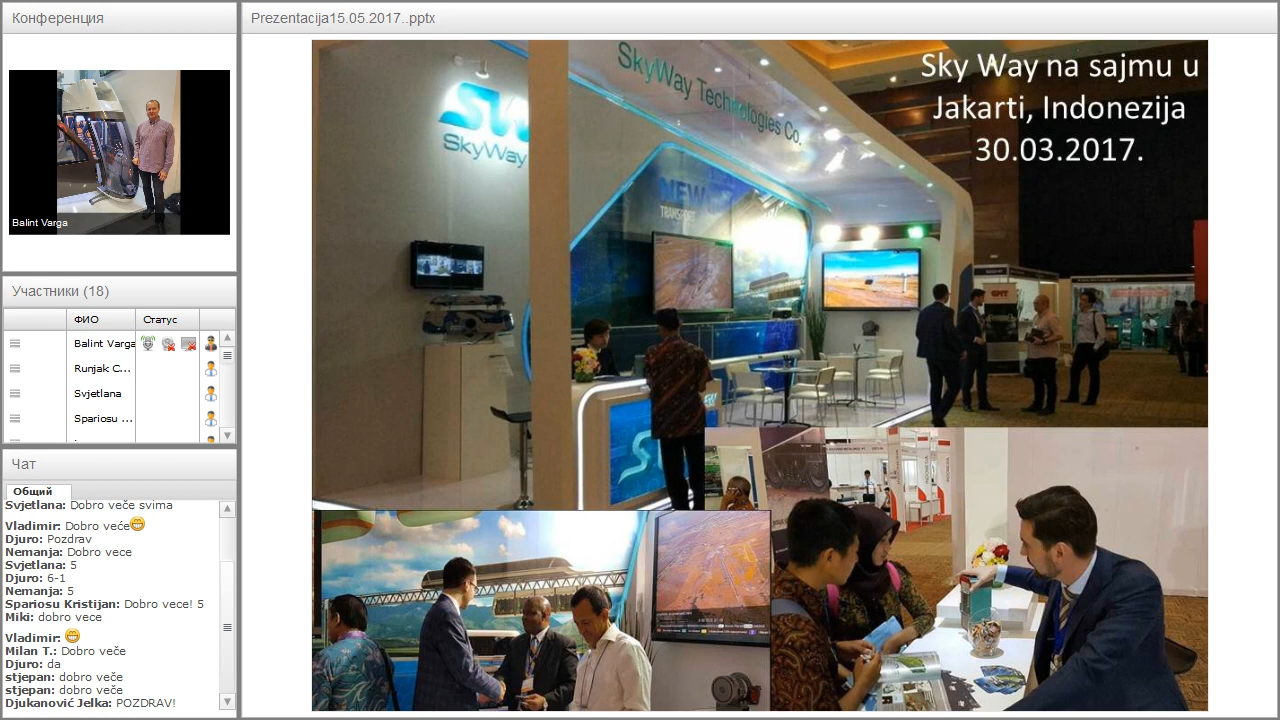 Конференция
Balint Varga
Участники (18)
ФИО
Статус
lint Varga
Svjetlana
Spariosu ...
Чат
Общий
Svjetlana: Dobro veče svima
Vladimir: Dobro veće
Djuro: Pozdrav
Nemanja: Dobro vece
Svjetlana: 5
Djuro: 6-1
Nemanja: 5
Spariosu Kristijan: Dobro vece! 5
Miki: dobro vece
Vladimir:
Milan T.: dobro veče
Djuro: da
stjepan: dobro veče
stjepan: dobro veče
Djukanović Jelka: POZDRAV!
Prezentacija15.05.2017..pptx
Sky Way na sajmu u
Jakarti, Indonezija
30.03.2017.
SkyWay Technologies Co.
SkyWay
NEW
TRANSPORT
GMT